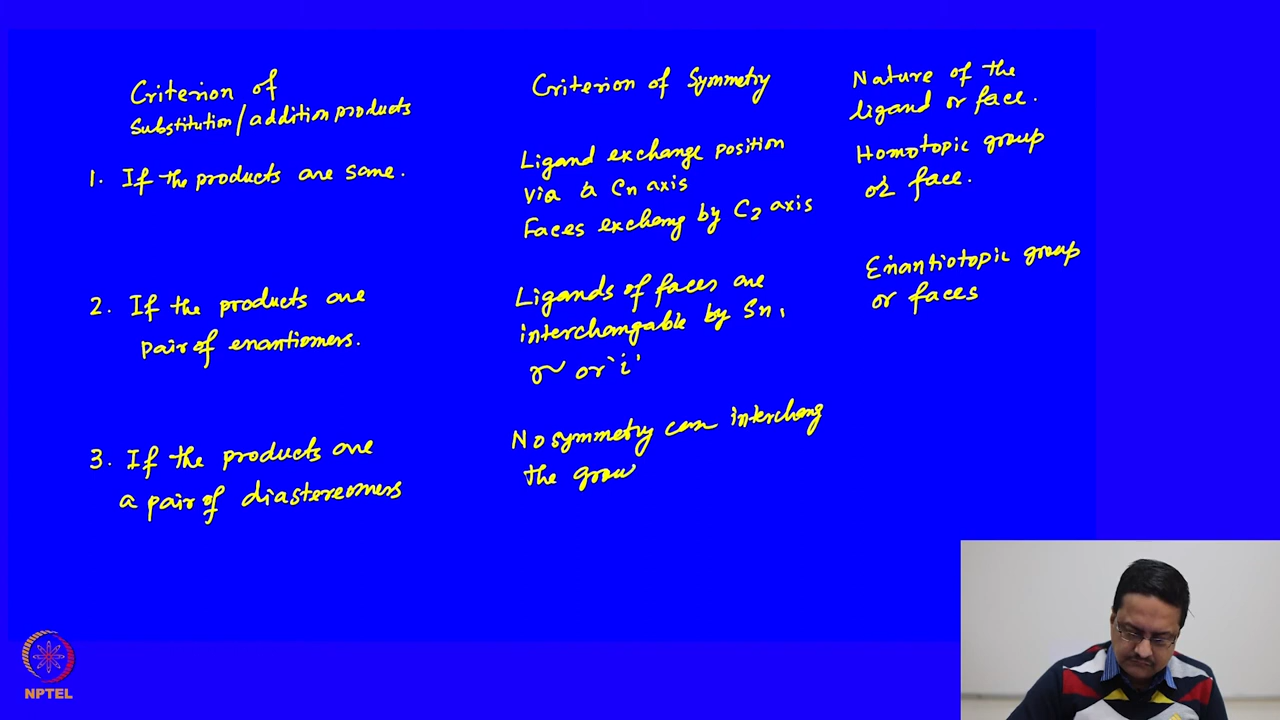 Criterion of
Substitution/addition products
Criterion of Symmetry
Nature of the
ligand or face.
1. If the products are same.
Ligand exchange position
via a Cn axis
Faces exchang by C2 axis
Homotopic group
or face.
2. If the products are
pair of enantiomers.
Ligands of faces are
interchangable by Sn,
σ or 'i'
Enantiotopic group
or faces
3. If the products are
a pair of diastereomers
No symmetry can interchang
the grou
NPTEL